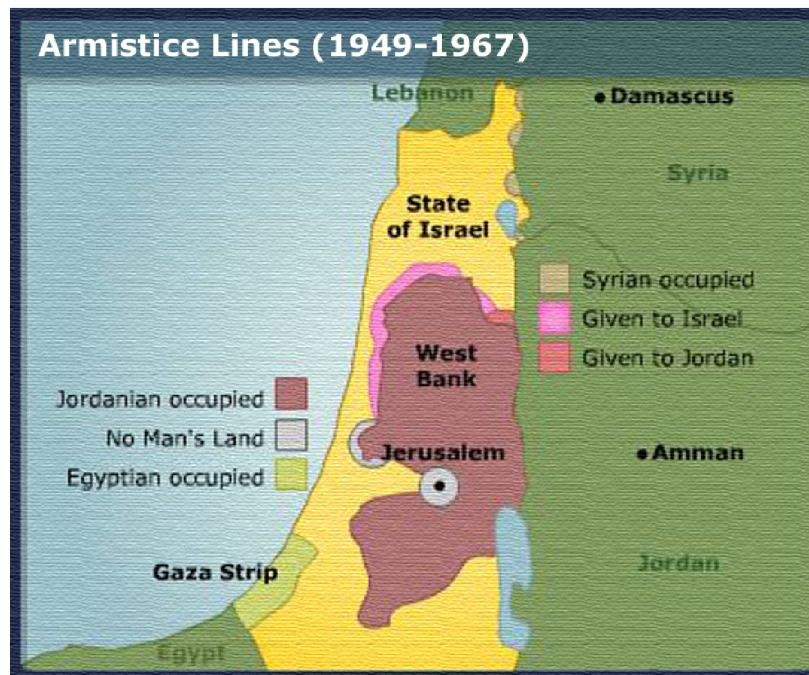 Armistice Lines (1949-1967)
Lebanon
Damascus
Syria
State
of Israel
Syrian occupied
Given to Israel
Given to Jordan
West
Bank
Jordanian occupied
No Man's Land
Egyptian occupied
Jerusalem
Amman
Gaza Strip
Jordan
Egypt